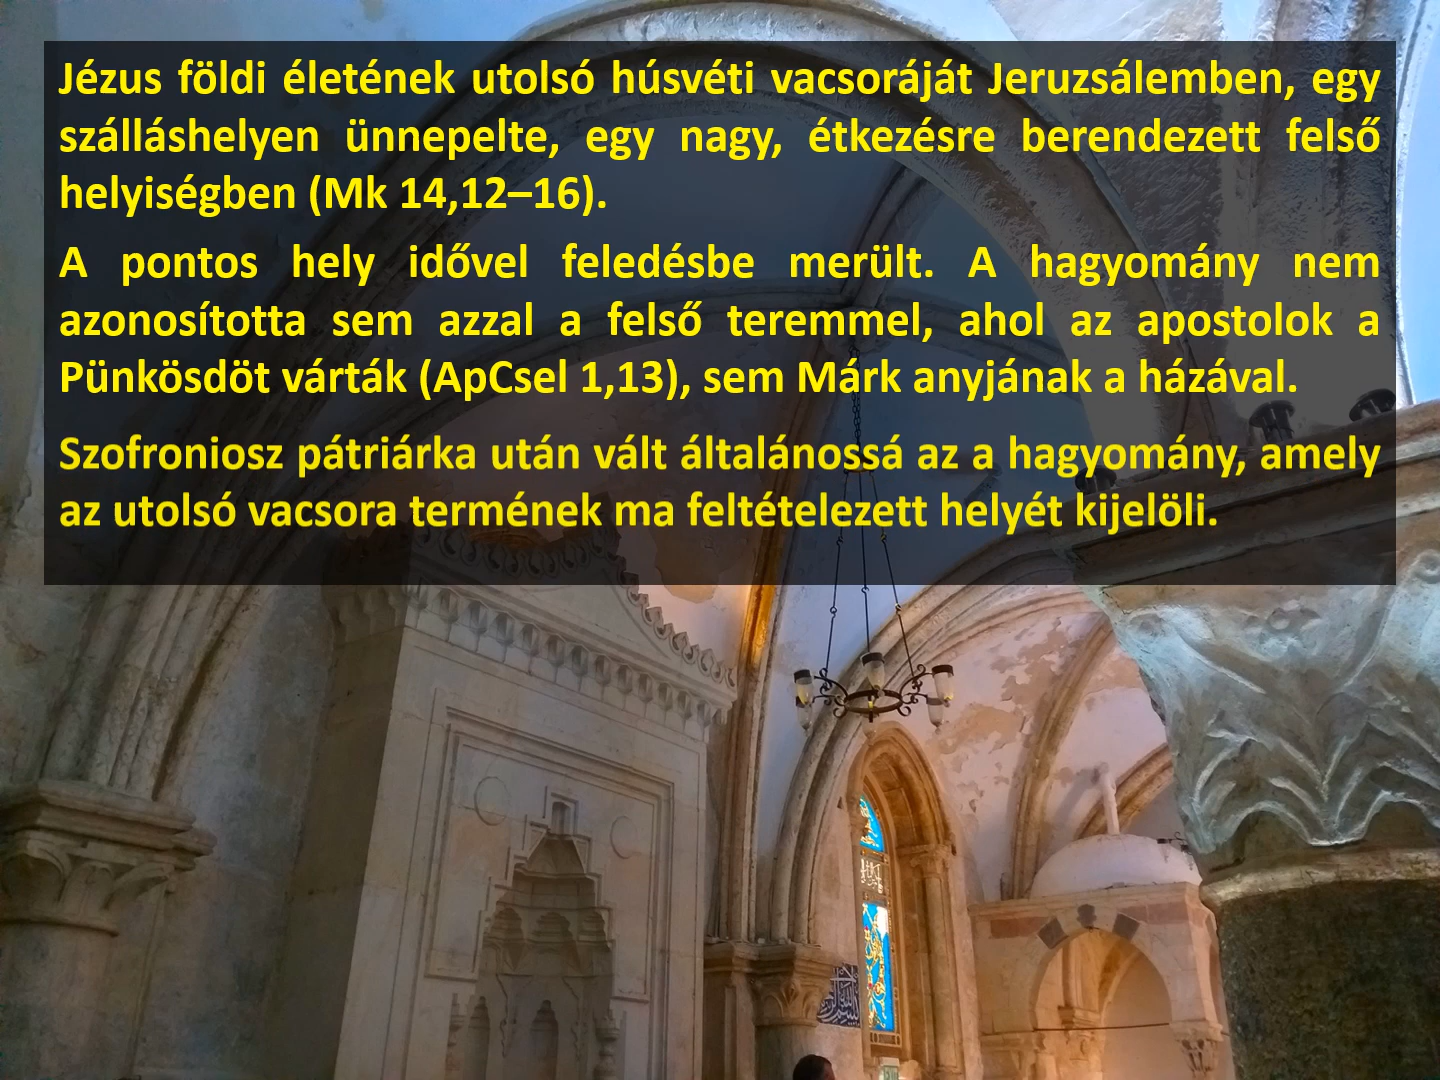 Jézus földi életének utolsó húsvéti vacsoráját Jeruzsálemben, egy
szálláshelyen ünnepelte, egy nagy, étkezésre berendezett felső
helyiségben (Mk 14,12–16).
A pontos hely idővel feledésbe merült. A hagyomány nem
azonosította sem azzal a felső teremmel, ahol az apostolok a
Pünkösdöt várták (ApCsel 1,13), sem Márk anyjának a házával.
Szofroniosz pátriárka után vált általánossá az a hagyomány, amely
az utolsó vacsora termének ma feltételezett helyét kijelöli.